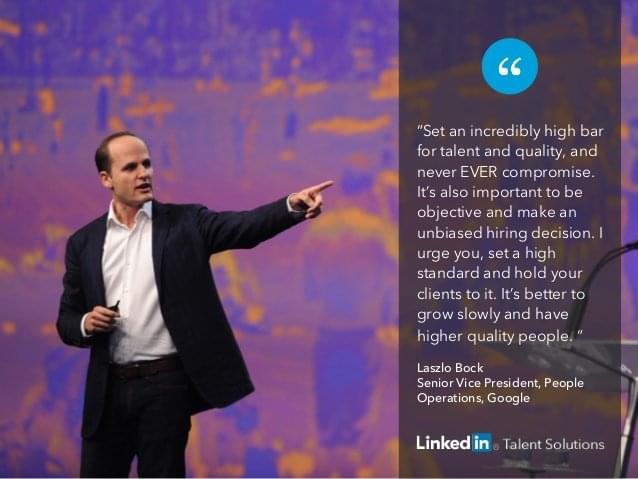 “
“Set an incredibly high bar
for talent and quality, and
never EVER compromise.
It’s also important to be
objective and make an
unbiased hiring decision. I
urge you, set a high
standard and hold your
clients to it. It’s better to
grow slowly and have
higher quality people. “
Laszlo Bock
Senior Vice President, People
Operations, Google
Linked in ® Talent Solutions